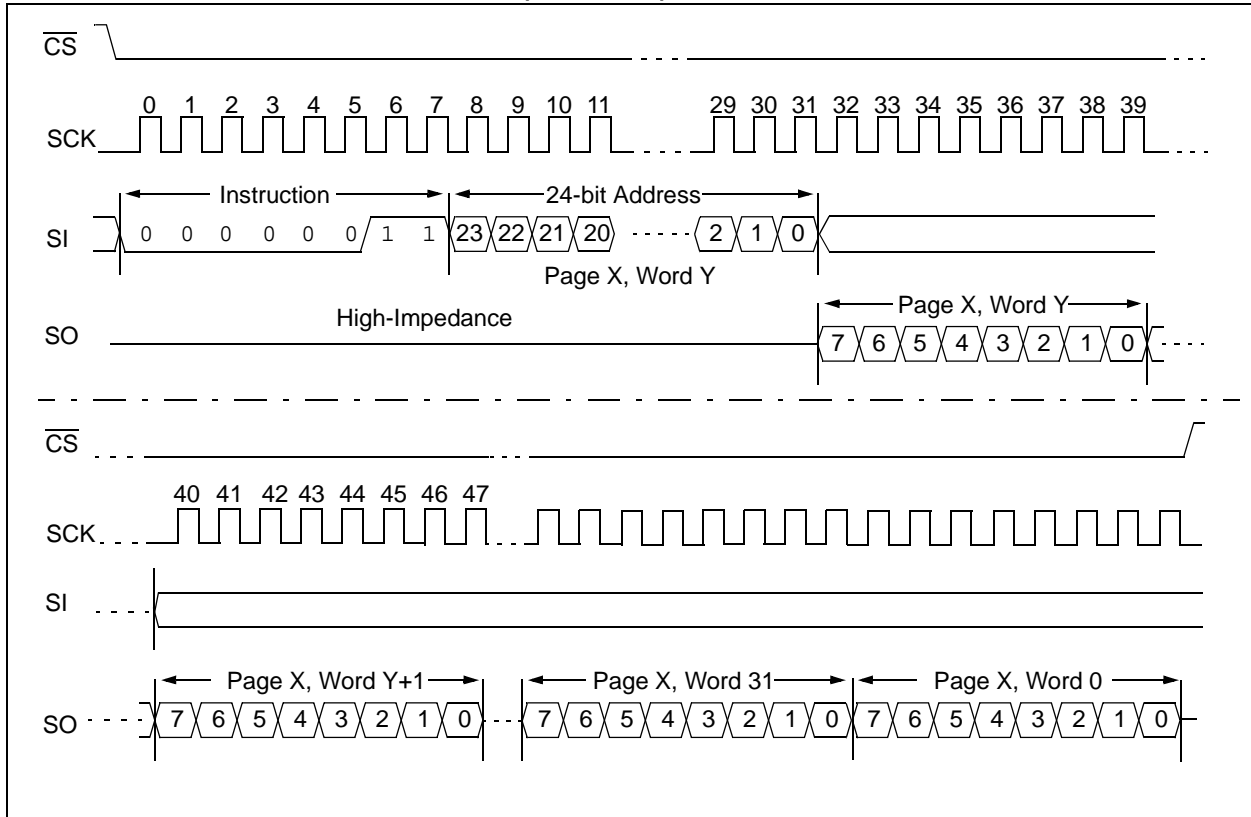 CS
0 1 2 3 4 5 6 7 8 9 10 11 29 30 31 32 33 34 35 36 37 38 39
SCK
Instruction 24-bit Address
SI 0 0 0 0 0 0 1 1 23 22 21 20 2 1 0
Page X, Word Y
Page X, Word Y
High-Impedance
SO 7 6 5 4 3 2 1 0
CS
40 41 42 43 44 45 46 47
SCK
SI
Page X, Word Y+1 Page X, Word 31 Page X, Word 0
SO 7 6 5 4 3 2 1 0 7 6 5 4 3 2 1 0 7 6 5 4 3 2 1 0